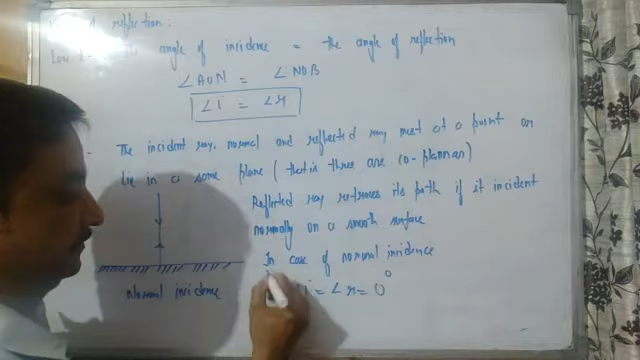 reflection :
angle of incidence = the angle of reflection
∠AON = ∠NOB
∠i = ∠r
The incident ray, normal and reflected ray meet at a point or
lie in a same plane ( that is three are co-plannar)
Reflected ray retraces its path if it incident
normally on a smooth surface
In case of normal incidence
i = ∠r = 0°
Normal incidence